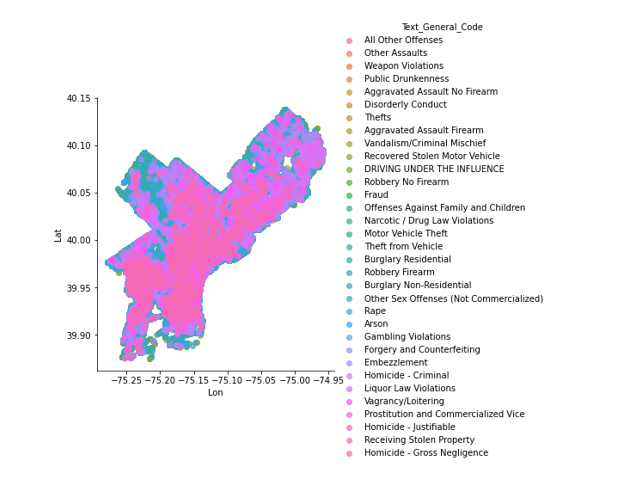 Text_General_Code
All Other Offenses
Other Assaults
Weapon Violations
Public Drunkenness
Aggravated Assault No Firearm
Disorderly Conduct
Thefts
Aggravated Assault Firearm
Vandalism/Criminal Mischief
Recovered Stolen Motor Vehicle
DRIVING UNDER THE INFLUENCE
Robbery No Firearm
Fraud
Offenses Against Family and Children
Narcotic / Drug Law Violations
Motor Vehicle Theft
Theft from Vehicle
Burglary Residential
Robbery Firearm
Burglary Non-Residential
Other Sex Offenses (Not Commercialized)
Rape
Arson
Gambling Violations
Forgery and Counterfeiting
Embezzlement
Homicide - Criminal
Liquor Law Violations
Vagrancy/Loitering
Prostitution and Commercialized Vice
Homicide - Justifiable
Receiving Stolen Property
Homicide - Gross Negligence
40.15
40.10
40.05
40.00
39.95
39.90
Lat
−75.25 −75.20 −75.15 −75.10 −75.05 −75.00 −74.95
Lon